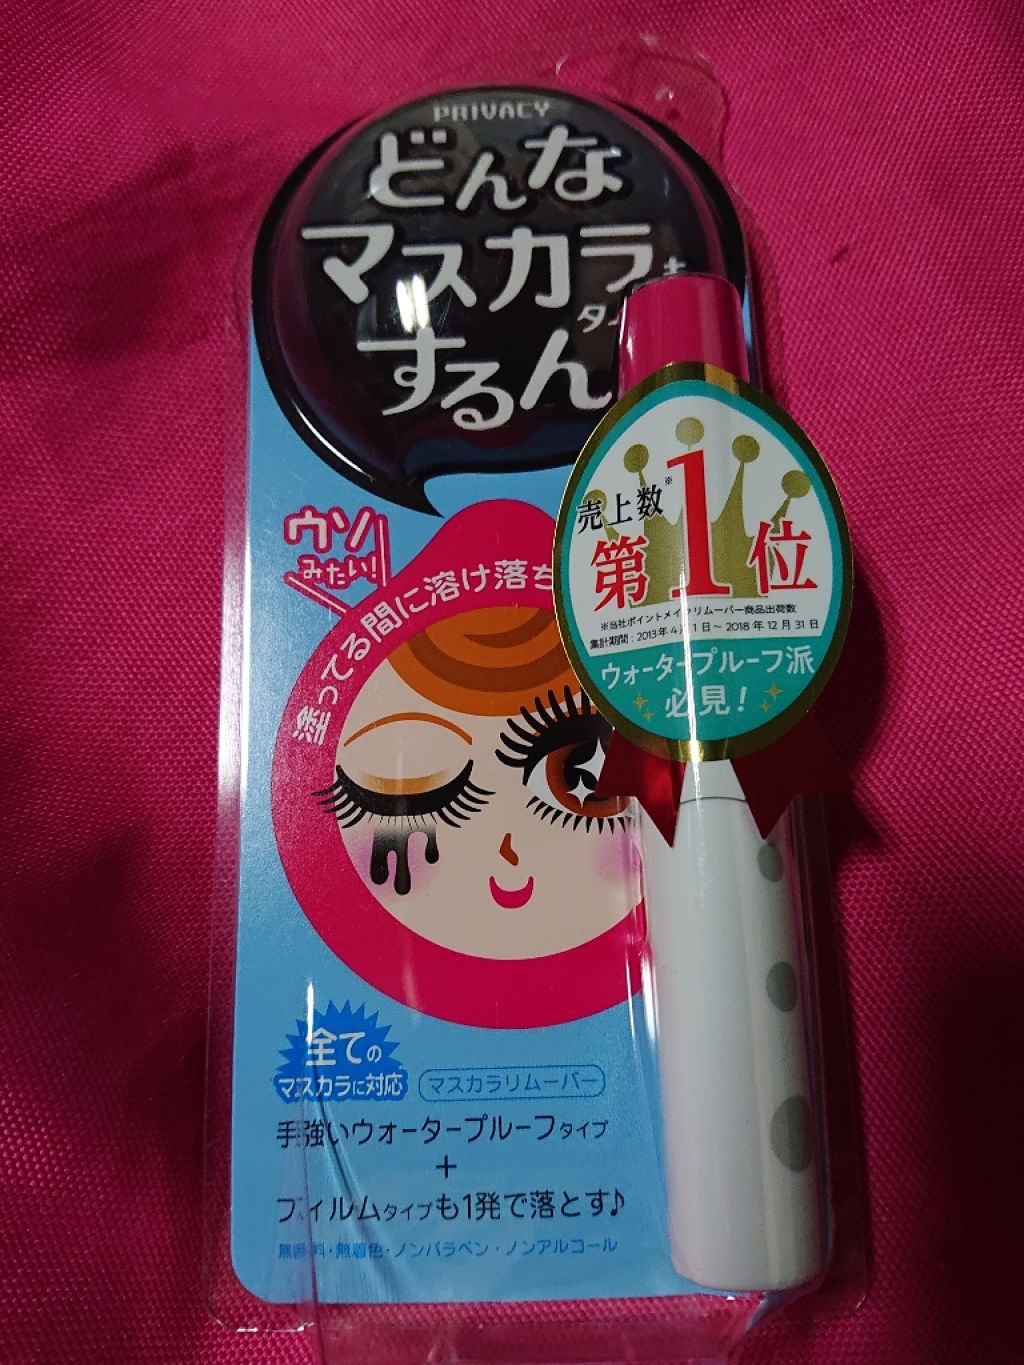 PRIVACY
どんな
マスカラも
タ
するん
ウソ
みたい!
塗ってる間に溶け落ち
売上数※
第1位
※当社ポイントメイクリムーバー商品出荷数
集計期間:2013年4月1日～2018年12月31日
ウォータープルーフ派
必見!
全ての
マスカラに対応
マスカラリムーバー
手強いウォータープルーフタイプ
+
フィルムタイプも1発で落とす♪
無香料・無着色・ノンパラベン・ノンアルコール